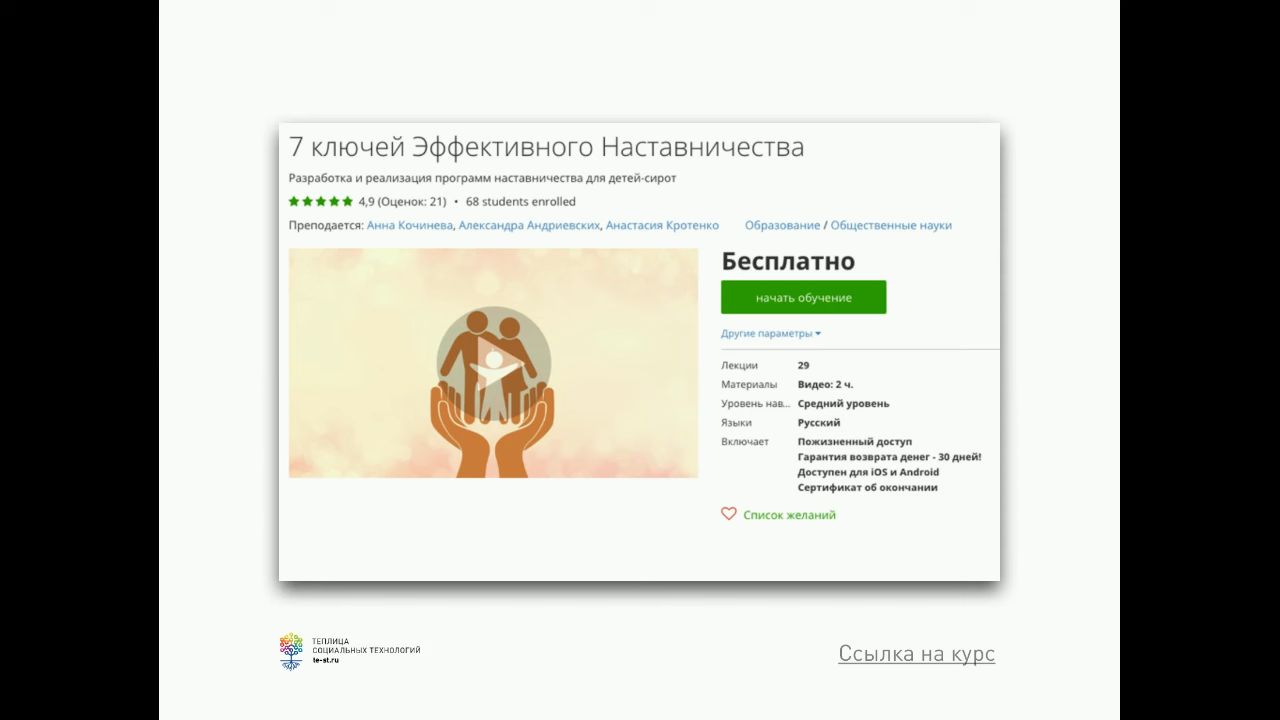 7 ключей Эффективного Наставничества
Разработка и реализация программ наставничества для детей-сирот
4,9 (Оценок: 21) • 68 students enrolled
Преподается: Анна Кочинева, Александра Андриевских, Анастасия Кротенко Образование / Общественные науки
Бесплатно
начать обучение
Другие параметры
Лекции 29
Материалы Видео: 2 ч.
Уровень нав... Средний уровень
Языки Русский
Включает Пожизненный доступ
Гарантия возврата денег - 30 дней!
Доступен для iOS и Android
Сертификат об окончании
Список желаний
ТЕПЛИЦА
СОЦИАЛЬНЫХ ТЕХНОЛОГИЙ
te-st.ru
Ссылка на курс